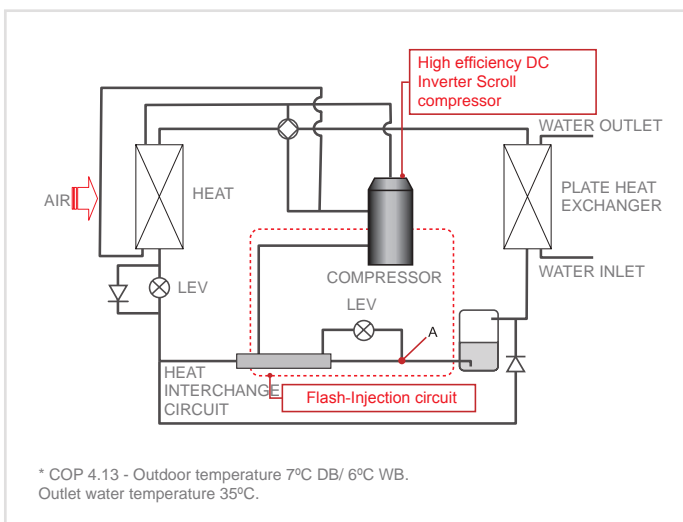 High efficiency DC
Inverter Scroll
compressor
WATER OUTLET
HEAT
AIR
PLATE HEAT
EXCHANGER
COMPRESSOR
WATER INLET
LEV
LEV
A
HEAT
INTERCHANGE
CIRCUIT
Flash-Injection circuit
* COP 4.13 - Outdoor temperature 7ºC DB/ 6ºC WB.
Outlet water temperature 35ºC.